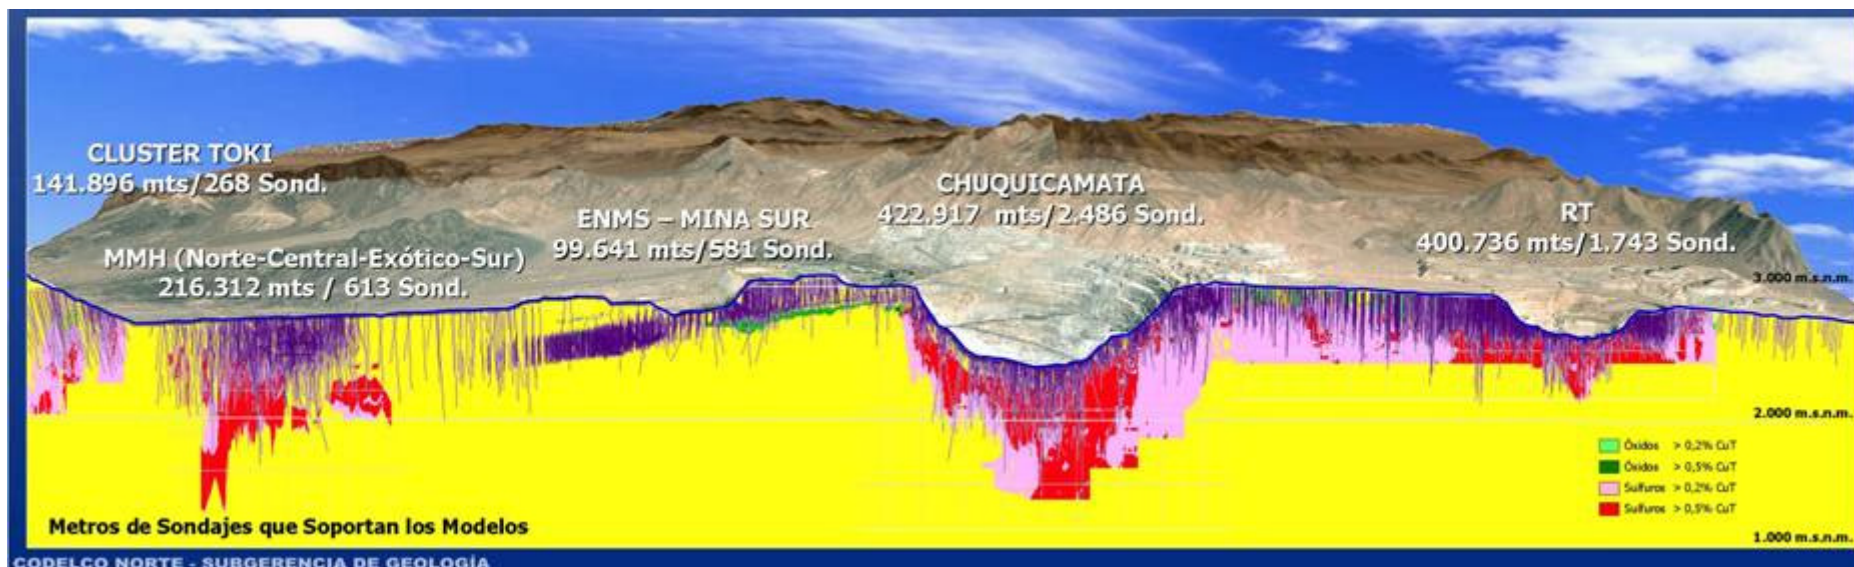 CLUSTER TOKI
141.896 mts/268 Sond.
MMH (Norte-Central-Exótico-Sur)
216.312 mts / 613 Sond.
ENMS – MINA SUR
99.641 mts/581 Sond.
CHUQUICAMATA
422.917 mts/2.486 Sond.
RT
400.736 mts/1.743 Sond.
3.000 m.s.n.m.
2.000 m.s.n.m.
Óxidos > 0,2% CuT
Óxidos > 0,5% CuT
Sulfuros > 0,2% CuT
Sulfuros > 0,5% CuT
1.000 m.s.n.m.
Metros de Sondajes que Soportan los Modelos
CODELCO NORTE - SUBGERENCIA DE GEOLOGÍA